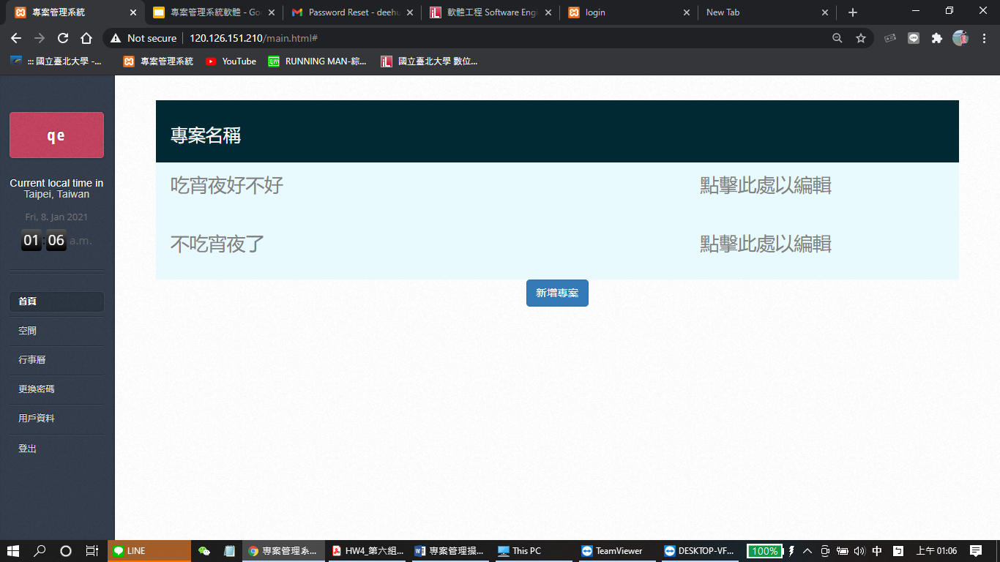 專案管理系統
專案管理系統軟體 - Go
Password Reset - deehu
軟體工程 Software Engi
login
New Tab
Not secure
120.126.151.210/main.html#
::: 國立臺北大學 -...
專案管理系統
YouTube
RUNNING MAN-綜...
國立臺北大學 數位...
qe
Current local time in
Taipei, Taiwan
Fri, 8. Jan 2021
01:06 a.m.
首頁
空間
行事曆
更換密碼
用戶資料
登出
專案名稱
吃宵夜好不好 點擊此處以編輯
不吃宵夜了 點擊此處以編輯
新增專案
LINE
專案管理系...
HW4_第六組...
專案管理操...
This PC
TeamViewer
DESKTOP-VF...
100%
中
上午 01:06